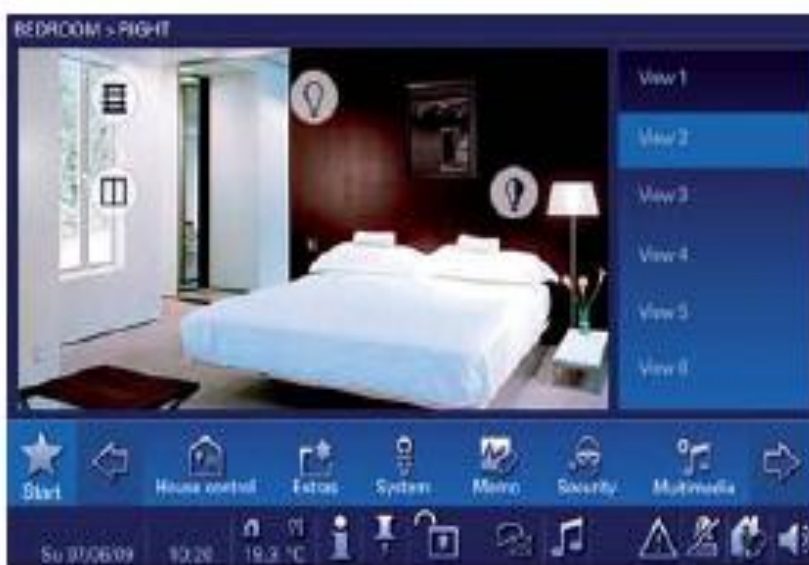 BEDROOM > RIGHT
View 1
View 2
View 3
View 4
View 5
View 6
Start
House control
Extras
System
Memo
Security
Multimedia
Su 07/06/09
10:20
19.3 °C